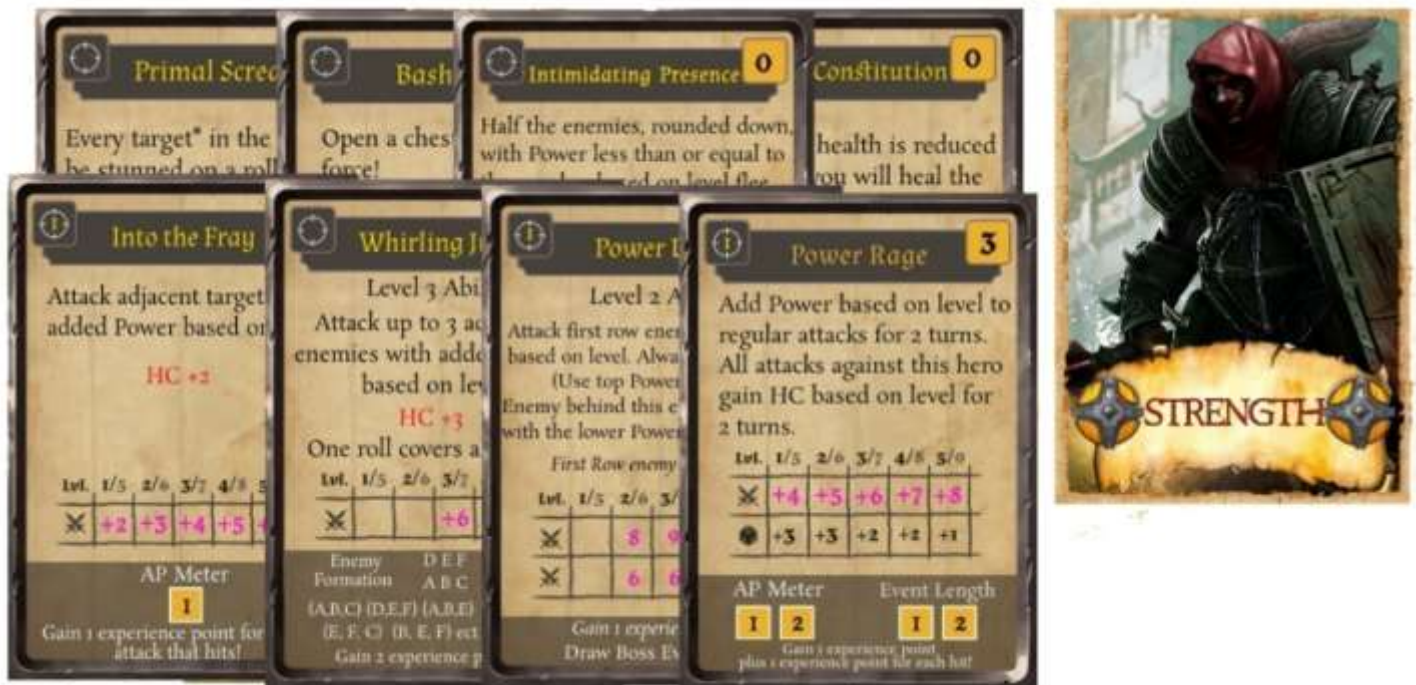 Primal Screa
Every target* in the
be stunned on a roll
Bash
Open a chest
force!
Intimidating Presence 0
Half the enemies, rounded down,
with Power less than or equal to
level flee
Constitution 0
health is reduced
you will heal the
I
Into the Fray
Attack adjacent target
added Power based on
HC +2
Lvl. 1/5 2/6 3/7 4/8
+2 +3 +4 +5
AP Meter
1
Gain 1 experience point for
attack that hits!
Whirling
Level 3 Abi
Attack up to 3
enemies with
based on lev
HC +3
One roll covers a
Lvl. 1/5 2/6 3/7
+6
Enemy D E F
Formation A B C
(A,B,C) (D,E,F) (A,B,E)
(E, F, C) (B, E, F) ect
Gain 2 experience p
I
Power
Level 2 A
Attack first row
based on level.
(Use top Power
Enemy behind this e
with the lower Power
First Row enemy
Lvl. 1/5 2/6 3/
8 9
6 6
Gain 1 experie
Draw Boss Ev
I
Power Rage 3
Add Power based on level to
regular attacks for 2 turns.
All attacks against this hero
gain HC based on level for
2 turns.
Lvl. 1/5 2/6 3/7 4/8 5/9
+4 +5 +6 +7 +8
+3 +3 +2 +2 +1
AP Meter Event Length
1 2 1 2
Gain 1 experience point
plus 1 experience point for each hit!
STRENGTH